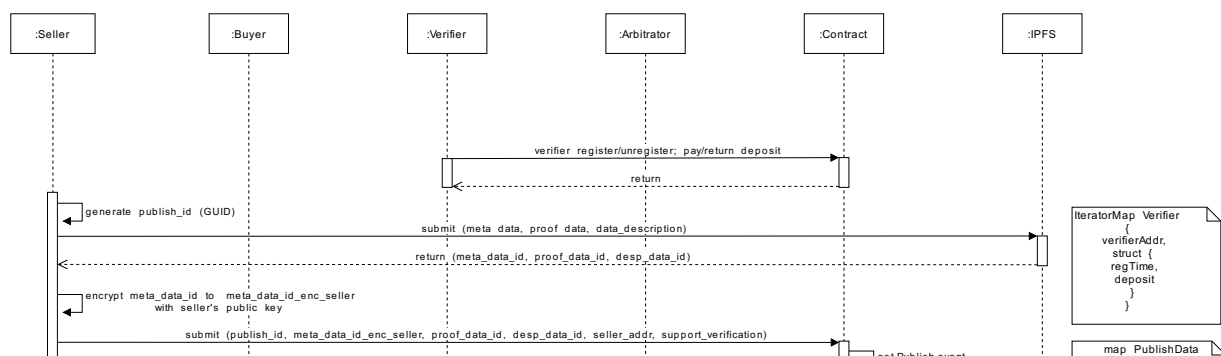 :Seller
:Buyer
:Verifier
:Arbitrator
:Contract
:IPFS
verifier register/unregister; pay/return deposit
return
generate publish_id (GUID)
submit (meta data, proof data, data_description)
return (meta_data_id, proof_data_id, desp_data_id)
IteratorMap Verifier
{
verifierAddr,
struct {
regTime,
deposit
}
}
encrypt meta_data_id to meta_data_id_enc_seller
with seller's public key
submit (publish_id, meta_data_id_enc_seller, proof_data_id, desp_data_id, seller_addr, support_verification)
Publish event
map PublishData